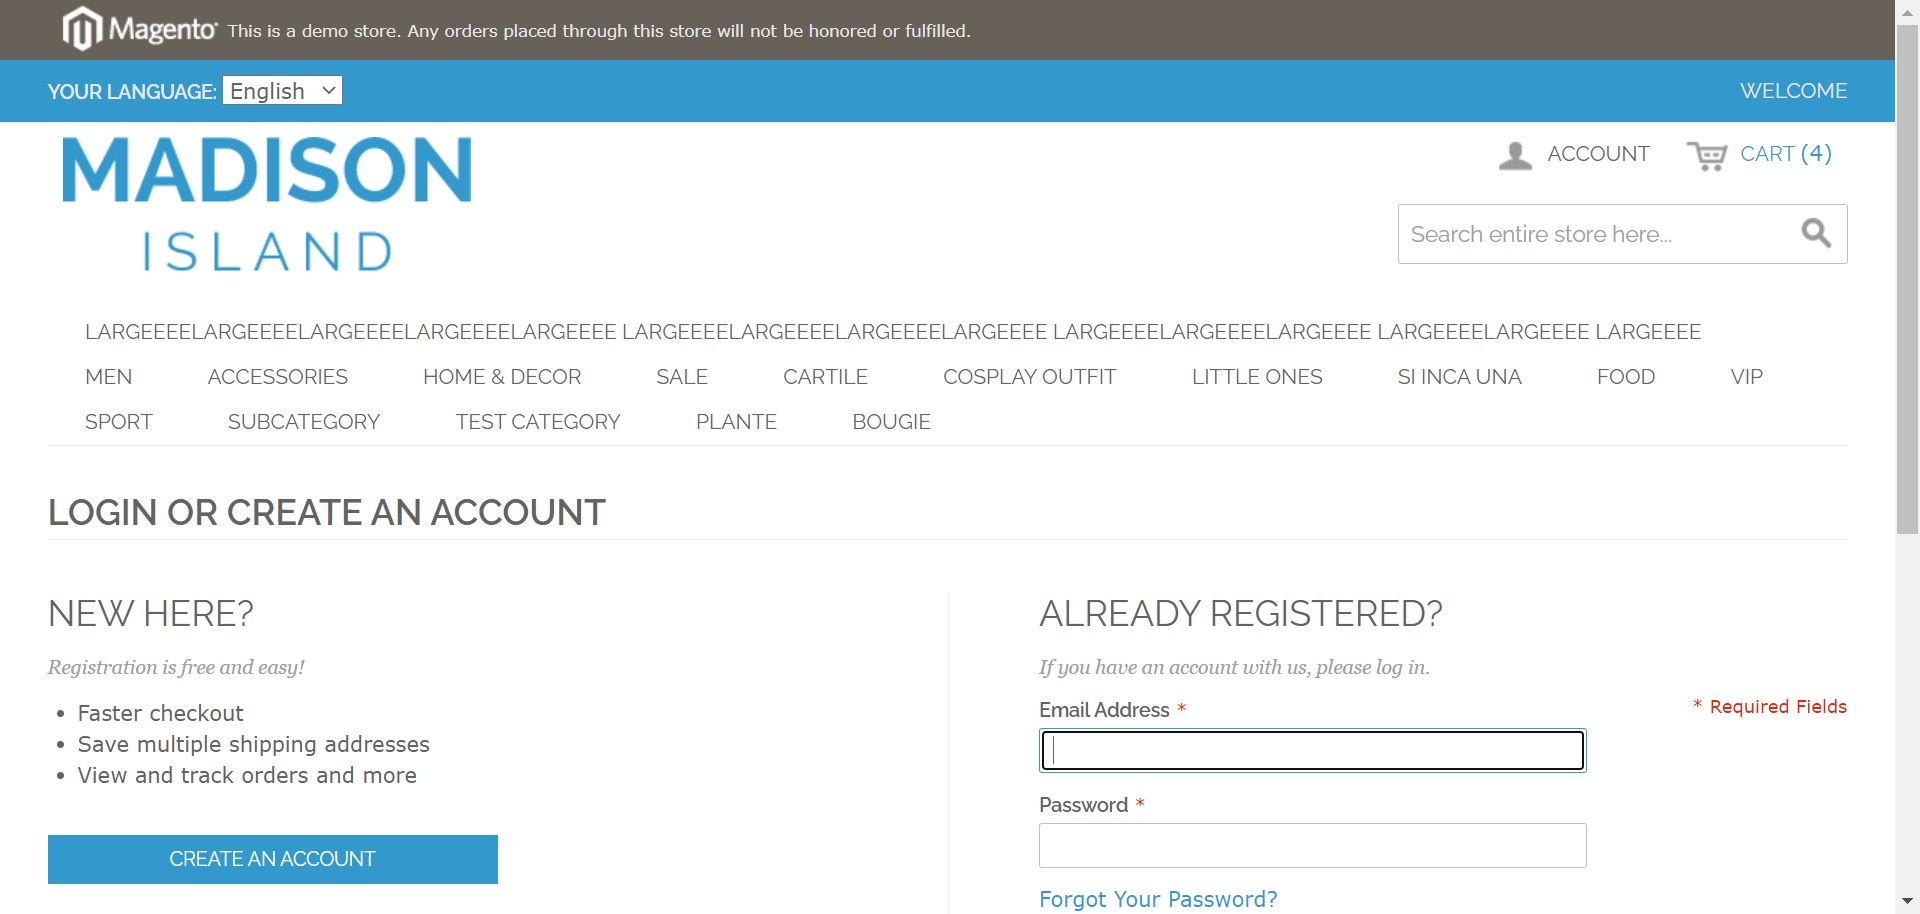 Magento This is a demo store. Any orders placed through this store will not be honored or fulfilled.
YOUR LANGUAGE: English WELCOME
MADISON
ISLAND
ACCOUNT CART (4)
Search entire store here...
LARGEEEELARGEEEELARGEEEELARGEEEELARGEEEE LARGEEEELARGEEEELARGEEEELARGEEEE LARGEEEELARGEEEELARGEEEE LARGEEEELARGEEEE LARGEEEE
MEN ACCESSORIES HOME & DECOR SALE CARTILE COSPLAY OUTFIT LITTLE ONES SI INCA UNA FOOD VIP
SPORT SUBCATEGORY TEST CATEGORY PLANTE BOUGIE
LOGIN OR CREATE AN ACCOUNT
NEW HERE?
Registration is free and easy!
• Faster checkout
• Save multiple shipping addresses
• View and track orders and more
CREATE AN ACCOUNT
ALREADY REGISTERED?
If you have an account with us, please log in.
* Required Fields
Email Address *
Password *
Forgot Your Password?